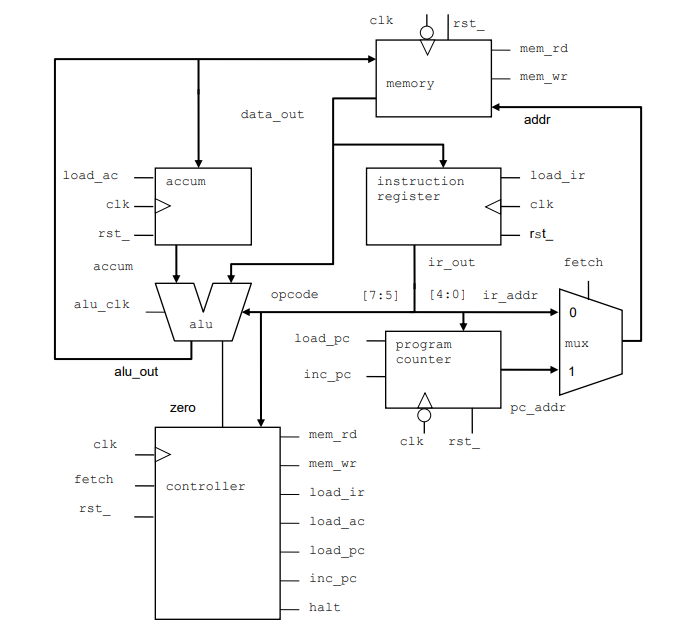 clk
rst_
mem_rd
mem_wr
memory
data_out
addr
load_ac
accum
clk
rst_
instruction
register
load_ir
clk
rst_
accum
ir_out
fetch
alu_clk
opcode
[7:5]
[4:0]
ir_addr
0
alu
load_pc
program
counter
mux
inc_pc
1
alu_out
zero
pc_addr
clk
rst_
clk
fetch
rst_
controller
mem_rd
mem_wr
load_ir
load_ac
load_pc
inc_pc
halt